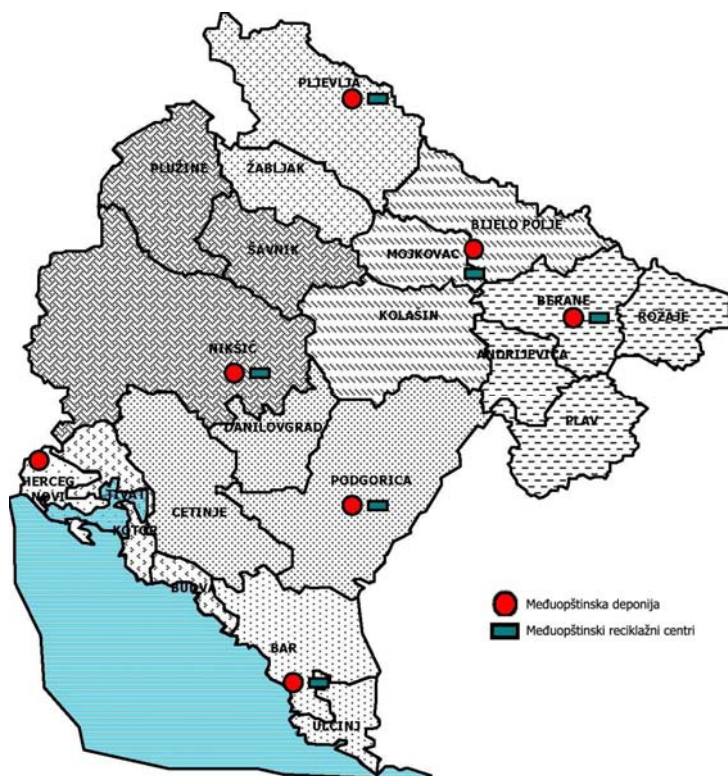 PLJEVLJA
PLUŽINE
ŽABLJAK
ŠAVNIK
BIJELO POLJE
MOJKOVAC
BERANE
ROŽAJE
KOLAŠIN
ANDRIJEVICA
NIKSIĆ
PLAV
DANILOVGRAD
PODGORICA
HERCEG
NOVI
TIVAT
CETINJE
KOTOR
BUDVA
Međuopštinska deponija
Međuopštinski reciklažni centri
BAR
ULCINJ